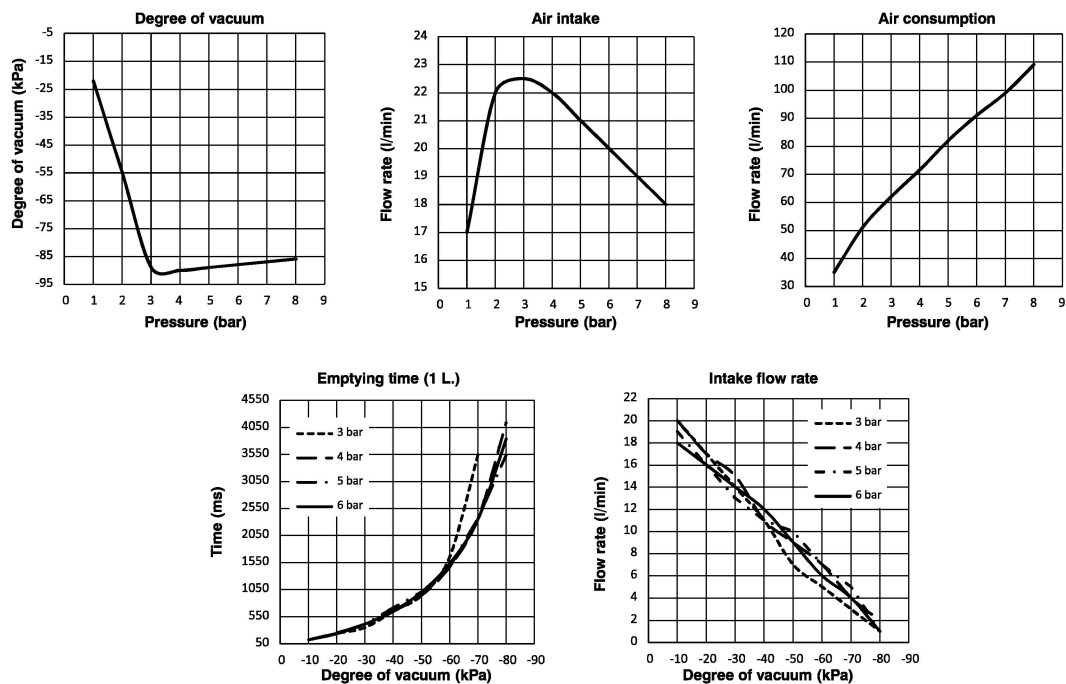 Degree of vacuum
Degree of vacuum (kPa)
-5
-15
-25
-35
-45
-55
-65
-75
-85
-95
0 1 2 3 4 5 6 7 8 9
Pressure (bar)
Air intake
Flow rate (l/min)
24
23
22
21
20
19
18
17
16
15
0 1 2 3 4 5 6 7 8 9
Pressure (bar)
Air consumption
Flow rate (l/min)
120
110
100
90
80
70
60
50
40
30
0 1 2 3 4 5 6 7 8 9
Pressure (bar)
Emptying time (1 L.)
Time (ms)
4550
4050
3550
3050
2550
2050
1550
1050
550
50
3 bar
4 bar
5 bar
6 bar
0 -10 -20 -30 -40 -50 -60 -70 -80 -90
Degree of vacuum (kPa)
Intake flow rate
Flow rate (l/min)
22
20
18
16
14
12
10
8
6
4
2
0
3 bar
4 bar
5 bar
6 bar
0 -10 -20 -30 -40 -50 -60 -70 -80 -90
Degree of vacuum (kPa)